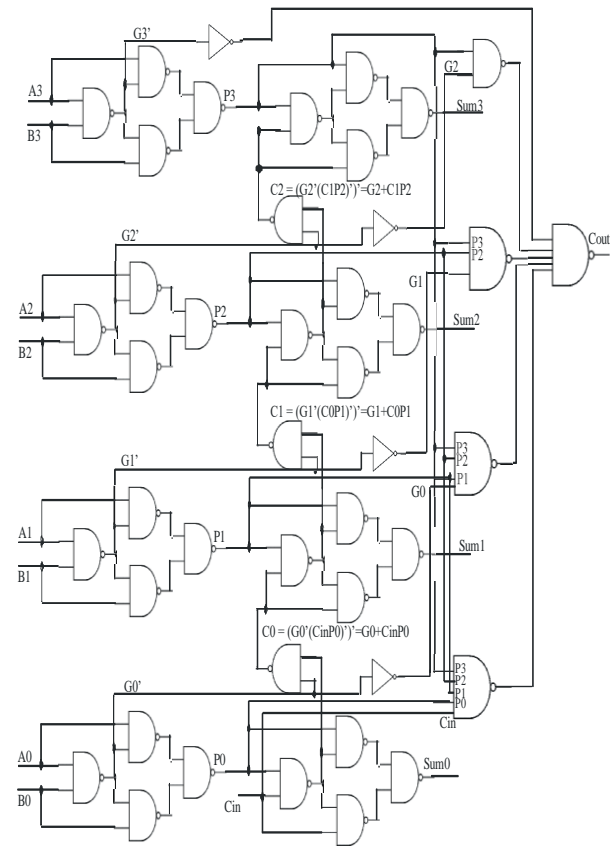 G3’
G2
A3
P3
Sum3
B3
C2 = (G2’(C1P2)’)’=G2+C1P2
G2’
P3
P2
Cout
G1
A2
P2
Sum2
B2
C1 = (G1’(C0P1)’)’=G1+C0P1
P3
P2
G1’
P1
G0
A1
P1
Sum1
B1
C0 = (G0’(CinP0)’)’=G0+CinP0
P3
P2
G0’
P1
P0
Cin
A0
P0
Sum0
B0
Cin